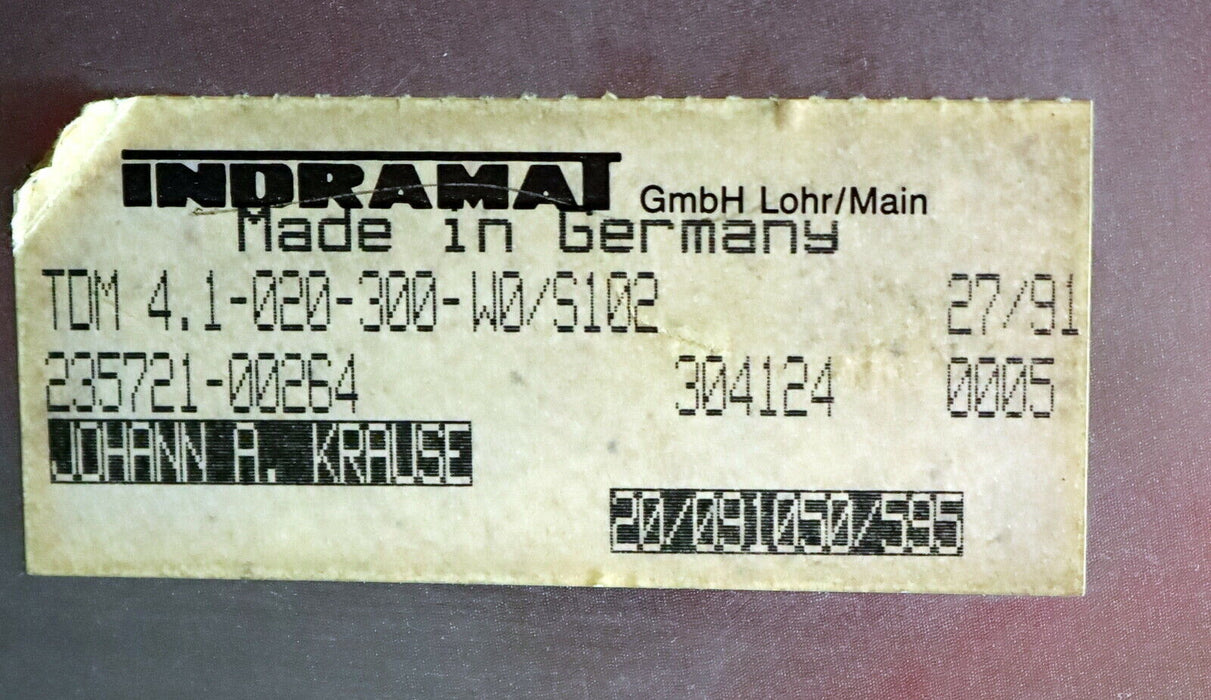 INDRAMAT GmbH Lohr/Main
Made in Germany
TDM 4.1-020-300-W0/S102 27/91
235721-00264 304124 0005
JOHANN A. KRAUSE
20/091050/595